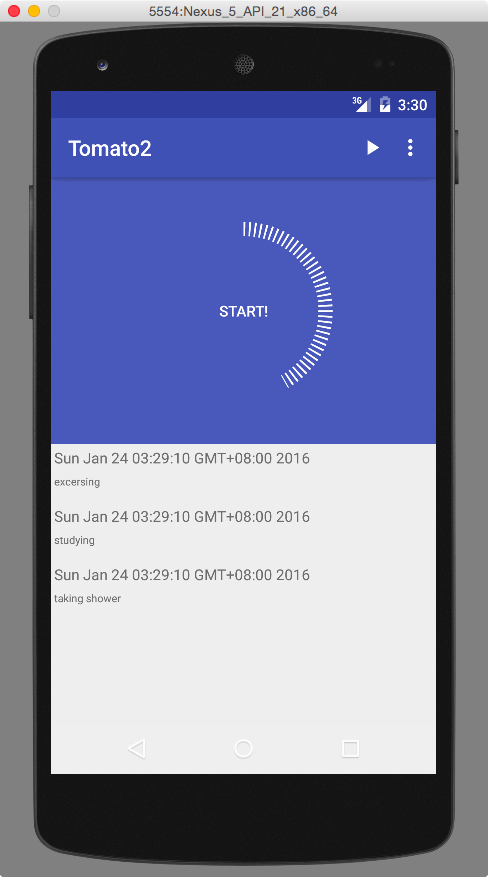 5554:Nexus_5_API_21_x86_64
3G 3:30
Tomato2
START!
Sun Jan 24 03:29:10 GMT+08:00 2016
excersing
Sun Jan 24 03:29:10 GMT+08:00 2016
studying
Sun Jan 24 03:29:10 GMT+08:00 2016
taking shower